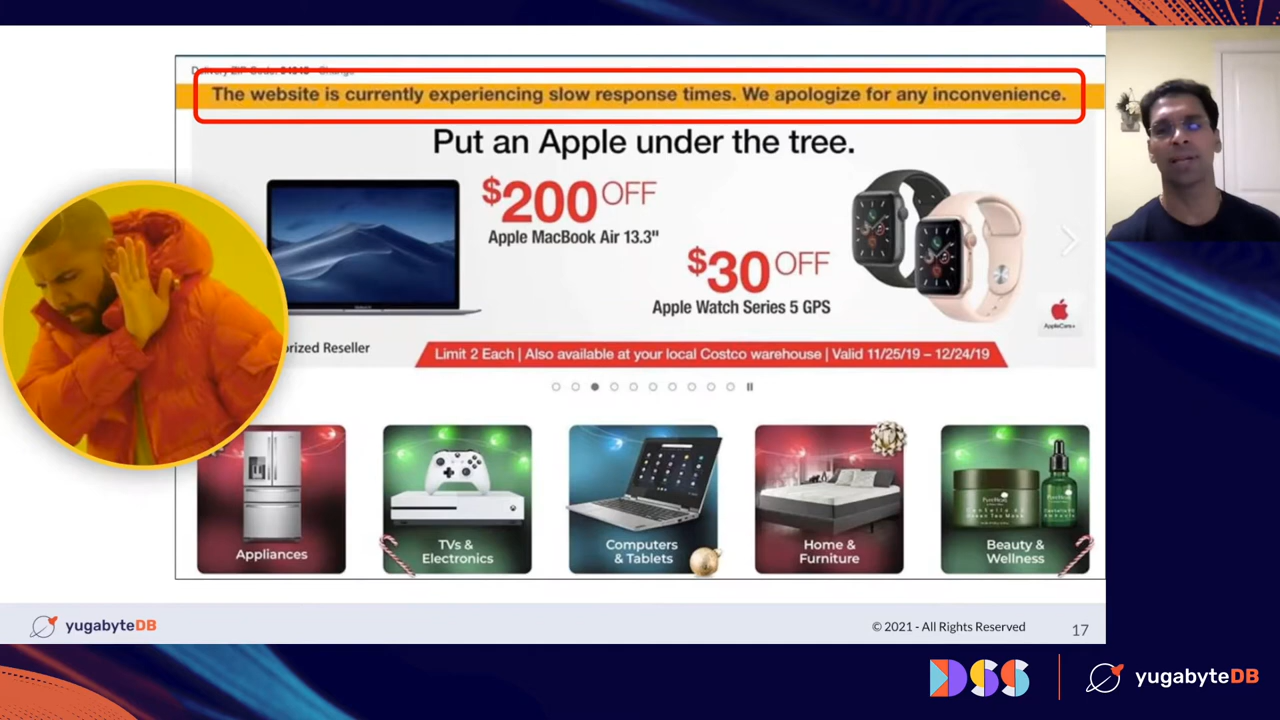 The website is currently experiencing slow response times. We apologize for any inconvenience.
Put an Apple under the tree.
$200 OFF
Apple MacBook Air 13.3"
$30 OFF
Apple Watch Series 5 GPS
AppleCare+
rized Reseller
Limit 2 Each | Also available at your local Costco warehouse | Valid 11/25/19 – 12/24/19
Appliances
TVs &
Electronics
Computers
& Tablets
Home &
Furniture
Beauty &
Wellness
yugabyteDB
© 2021 - All Rights Reserved
17
DSS
yugabyteDB